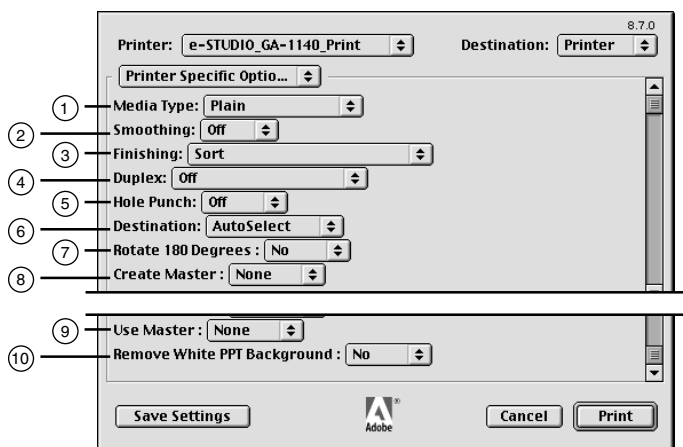 8.7.0
Printer: e-STUDIO_GA-1140_Print Destination: Printer
Printer Specific Optio...
1 Media Type: Plain
2 Smoothing: Off
3 Finishing: Sort
4 Duplex: Off
5 Hole Punch: Off
6 Destination: AutoSelect
7 Rotate 180 Degrees : No
8 Create Master : None
9 Use Master : None
10 Remove White PPT Background : No
Save Settings Adobe ® Cancel Print